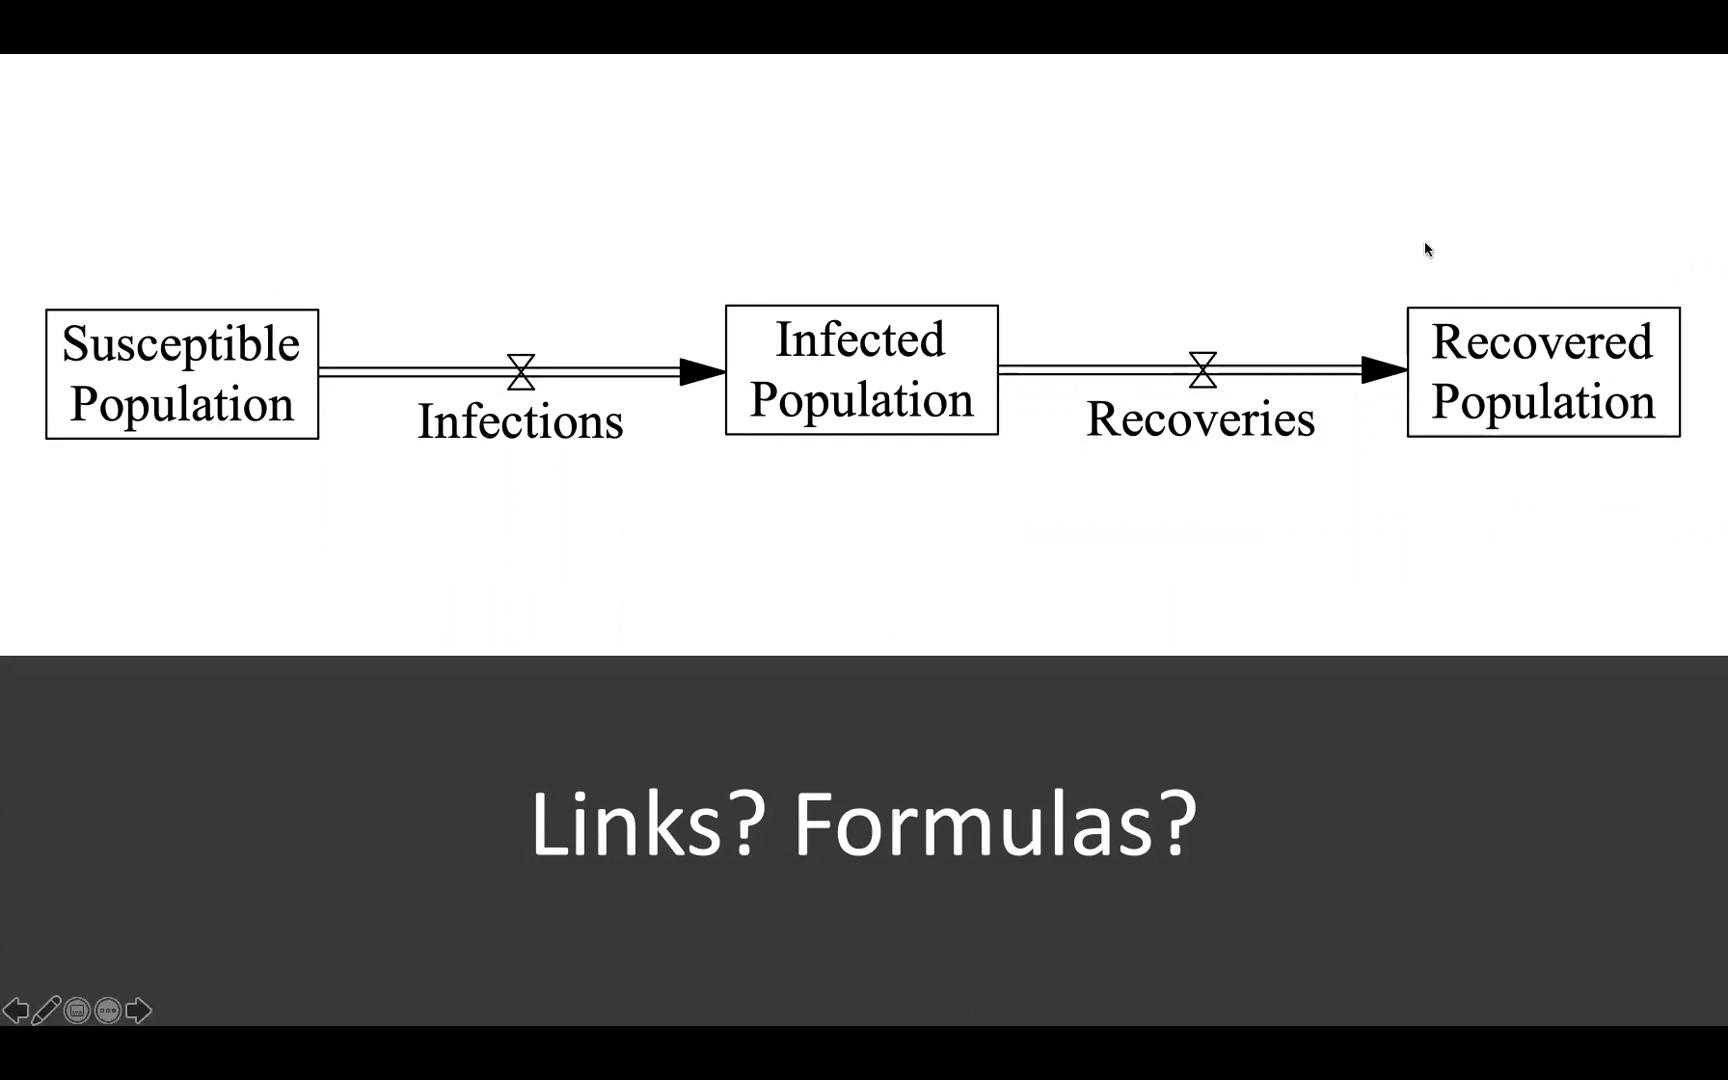 Susceptible
Population
Infections
Infected
Population
Recoveries
Recovered
Population
Links? Formulas?